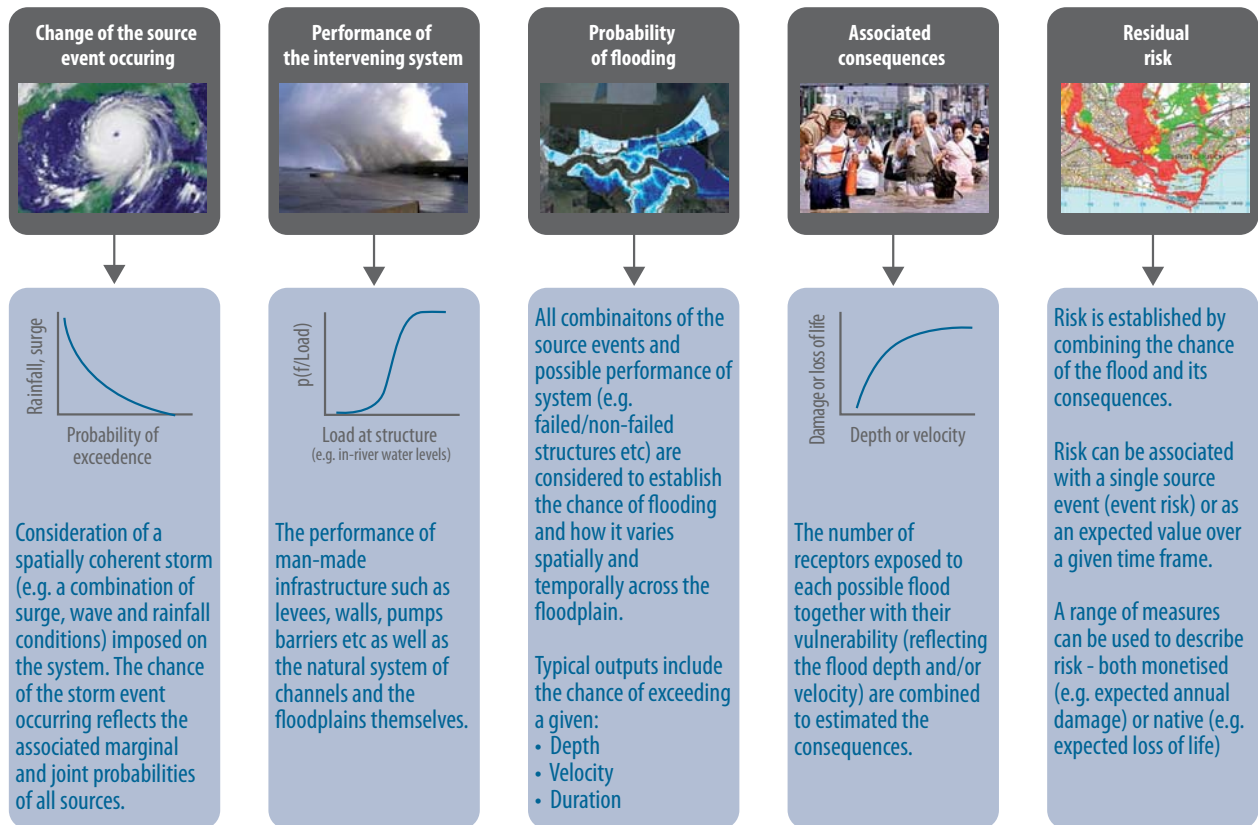 Change of the source
event occuring
Rainfall, surge
Probability of
exceedence
Consideration of a
spatially coherent storm
(e.g. a combination of
surge, wave and rainfall
conditions) imposed on
the system. The chance
of the storm event
occurring reflects the
associated marginal
and joint probabilities
of all sources.
Performance of
the intervening system
p(f/Load)
Load at structure
(e.g. in-river water levels)
The performance of
man-made
infrastructure such as
levees, walls, pumps
barriers etc as well as
the natural system of
channels and the
floodplains themselves.
Probability
of flooding
All combinaitons of the
source events and
possible performance of
system (e.g.
failed/non-failed
structures etc) are
considered to establish
the chance of flooding
and how it varies
spatially and
temporally across the
floodplain.
Typical outputs include
the chance of exceeding
a given:
• Depth
• Velocity
• Duration
Associated
consequences
Damage or loss of life
Depth or velocity
The number of
receptors exposed to
each possible flood
together with their
vulnerability (reflecting
the flood depth and/or
velocity) are combined
to estimated the
consequences.
Residual
risk
Risk is established by
combining the chance
of the flood and its
consequences.
Risk can be associated
with a single source
event (event risk) or as
an expected value over
a given time frame.
A range of measures
can be used to describe
risk - both monetised
(e.g. expected annual
damage) or native (e.g.
expected loss of life)